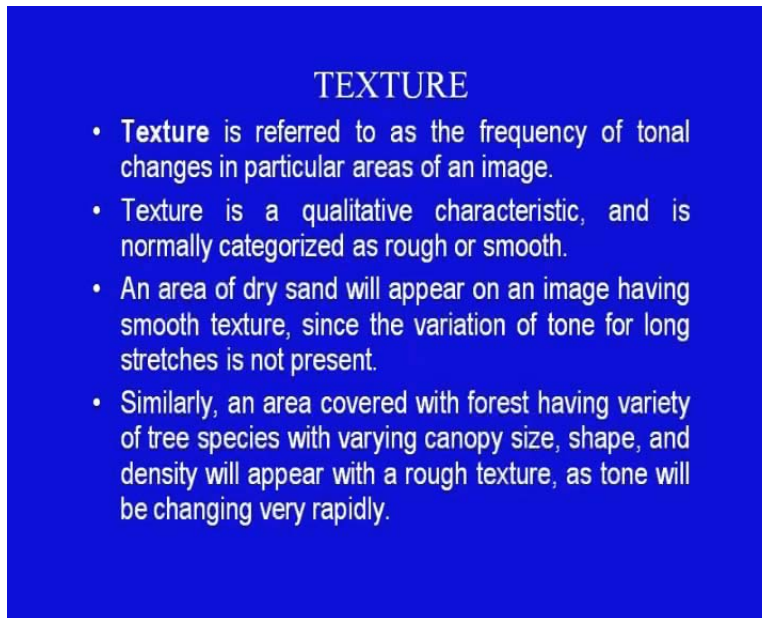 TEXTURE
• Texture is referred to as the frequency of tonal
changes in particular areas of an image.
• Texture is a qualitative characteristic, and is
normally categorized as rough or smooth.
• An area of dry sand will appear on an image having
smooth texture, since the variation of tone for long
stretches is not present.
• Similarly, an area covered with forest having variety
of tree species with varying canopy size, shape, and
density will appear with a rough texture, as tone will
be changing very rapidly.